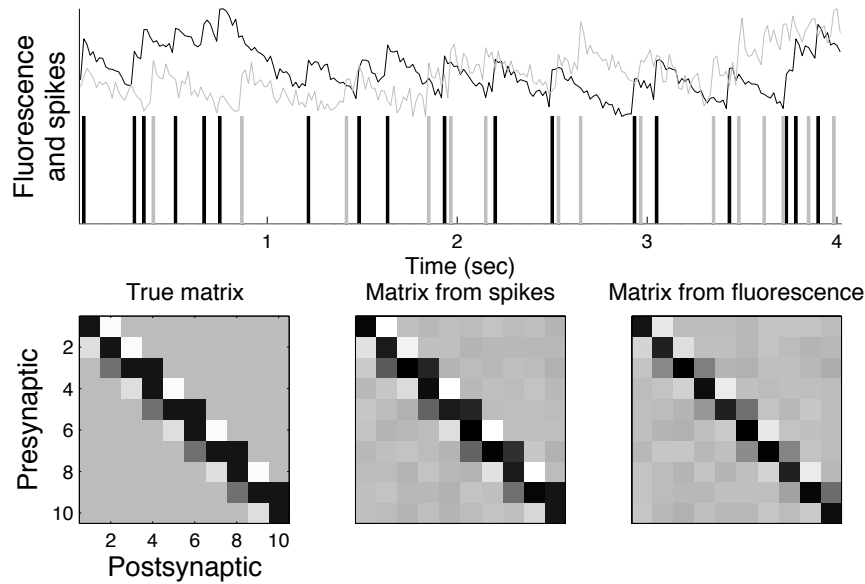 Fluorescence
and spikes
1
2
3
4
Time (sec)
True matrix
Matrix from spikes
Matrix from fluorescence
Presynaptic
2
4
6
8
10
2
4
6
8
10
Postsynaptic